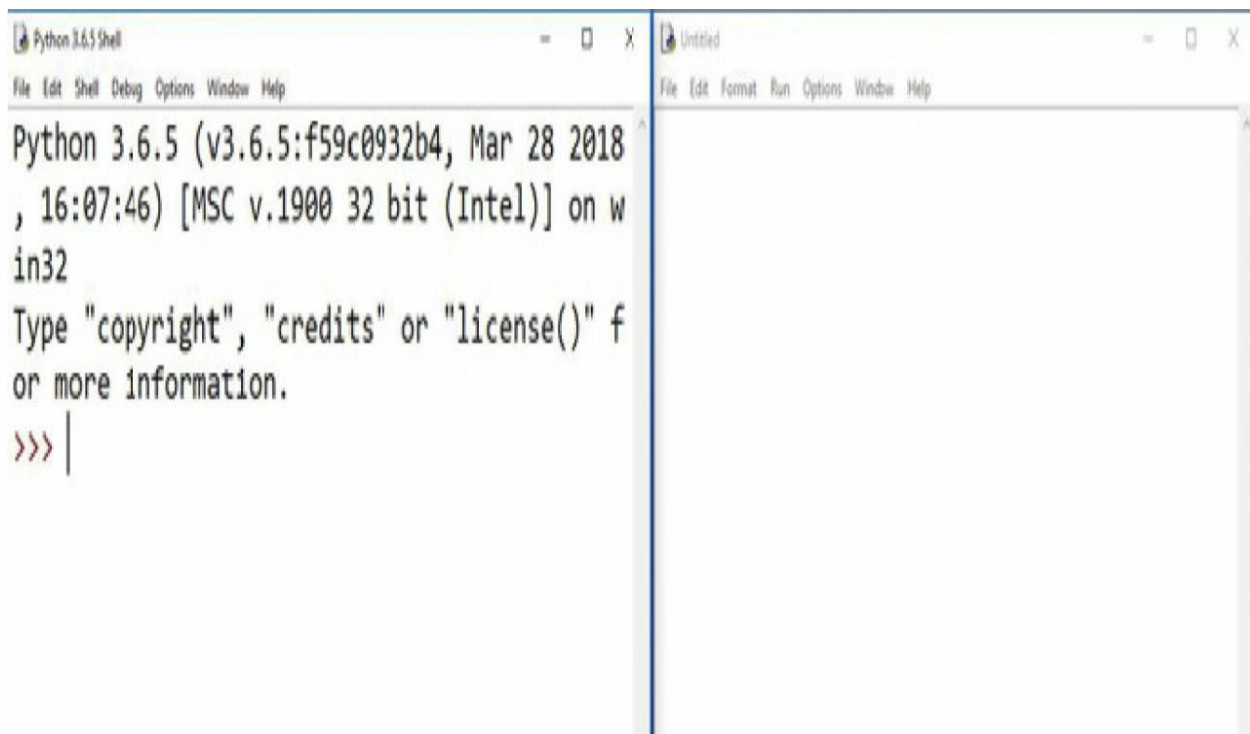 Python 3.6.5 Shell
File Edit Shell Debug Options Window Help
Python 3.6.5 (v3.6.5:f59c0932b4, Mar 28 2018
, 16:07:46) [MSC v.1900 32 bit (Intel)] on w
in32
Type "copyright", "credits" or "license()" f
or more information.
>>>
Untitled
File Edit Format Run Options Window Help